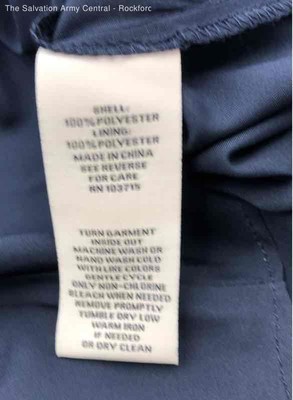 The Salvation Army Central - Rockford
SHELL:
100%POLYESTER
LINING:
100%POLYESTER
MADE IN CHINA
SEE REVERSE
FOR CARE
RN 103715
TURN GARMENT
INSIDE OUT
MACHINE WASH OR
HAND WASH COLD
WITH LIKE COLORS
GENTLE CYCLE
ONLY NON-CHLORINE
BLEACH WHEN NEEDED
REMOVE PROMPTLY
TUMBLE DRY LOW
WARM IRON
IF NEEDED
OR DRY CLEAN